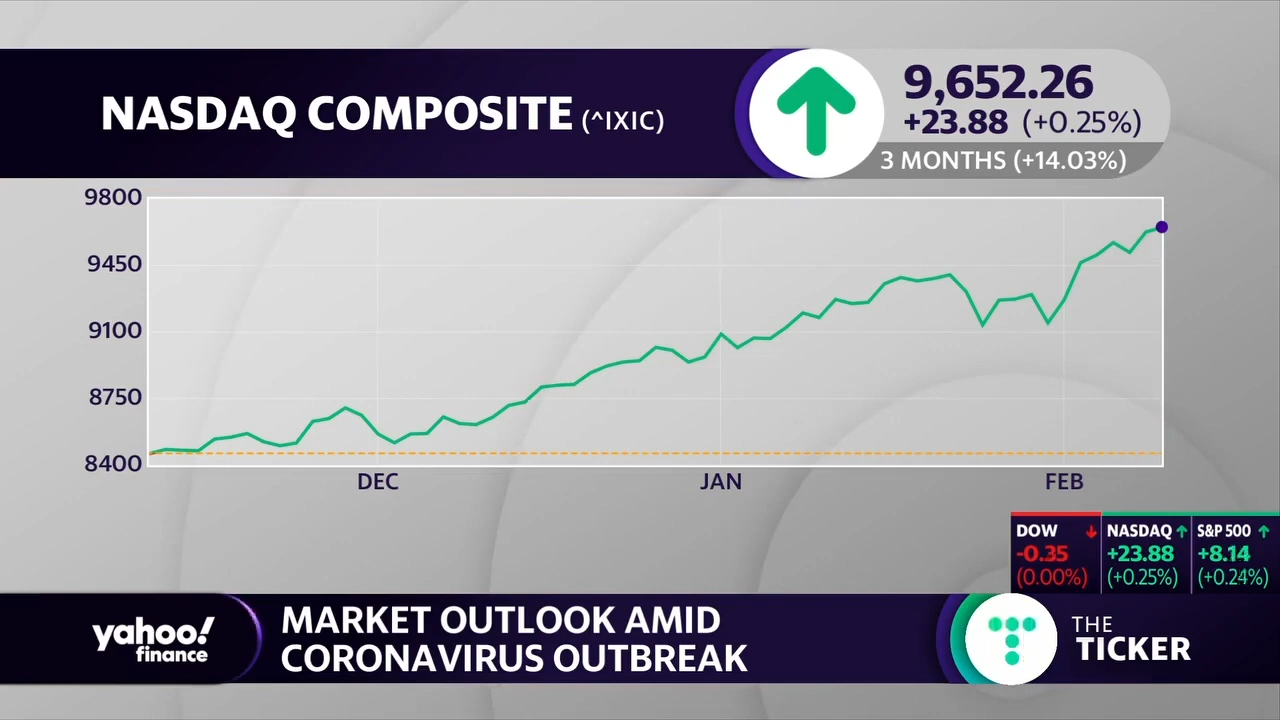 NASDAQ COMPOSITE (^IXIC)
9,652.26
+23.88 (+0.25%)
3 MONTHS (+14.03%)
9800
9450
9100
8750
8400
DEC JAN FEB
DOW NASDAQ S&P 500
-0.35 +23.88 +8.14
(0.00%) (+0.25%) (+0.24%)
yahoo!
finance
MARKET OUTLOOK AMID
CORONAVIRUS OUTBREAK
THE
TICKER